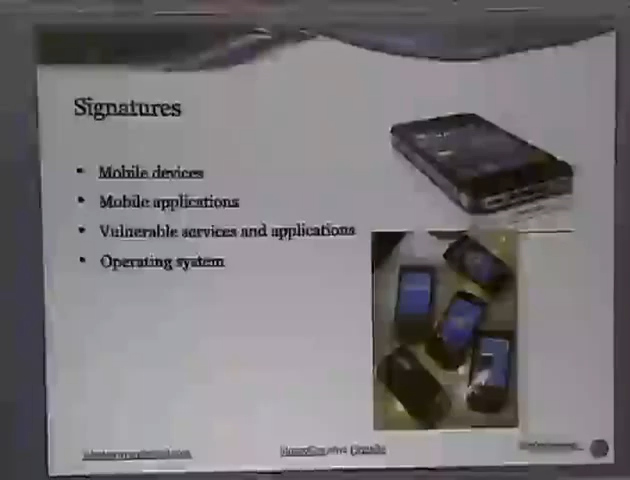 Signatures
• Mobile devices
• Mobile applications
• Vulnerable services and applications
• Operating system